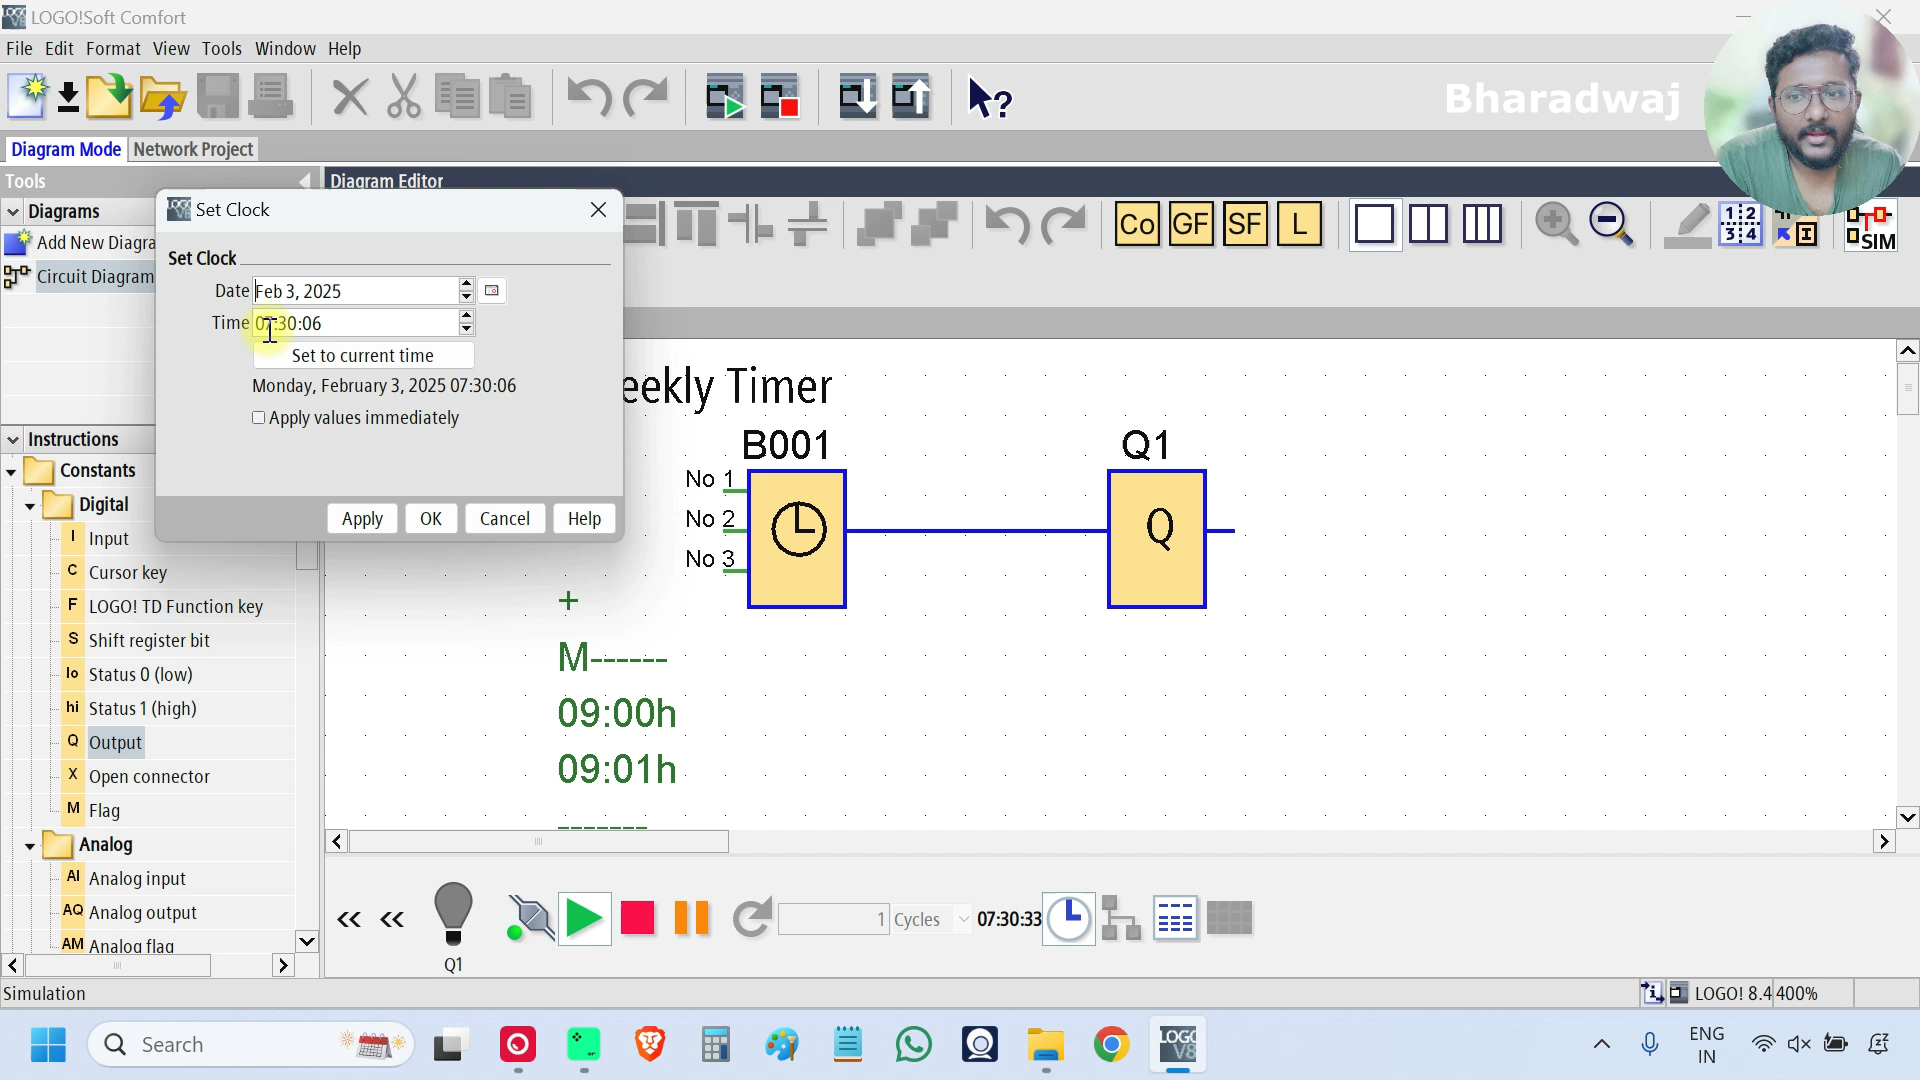 LOGO!Soft Comfort
File Edit Format View Tools Window Help
Bharadwaj
Diagram Mode Network Project
Tools
Diagram Editor
Diagrams
Add New Diagra
Circuit Diagram
Co GF SF L
1 2
3 4
SIM
Set Clock
Set Clock
Date Feb 3, 2025
Time 07:30:06
Set to current time
Monday, February 3, 2025 07:30:06
Apply values immediately
Apply OK Cancel Help
Instructions
Constants
Digital
I Input
C Cursor key
F LOGO! TD Function key
S Shift register bit
lo Status 0 (low)
hi Status 1 (high)
Q Output
X Open connector
M Flag
Analog
AI Analog input
AQ Analog output
AM Analog flag
eekly Timer
B001
Q1
No 1
No 2
No 3
Q
+
M------
09:00h
09:01h
-------
Q1
1 Cycles 07:30:33
Simulation
LOGO! 8.4 400%
Search
LOGO
V8
ENG
IN